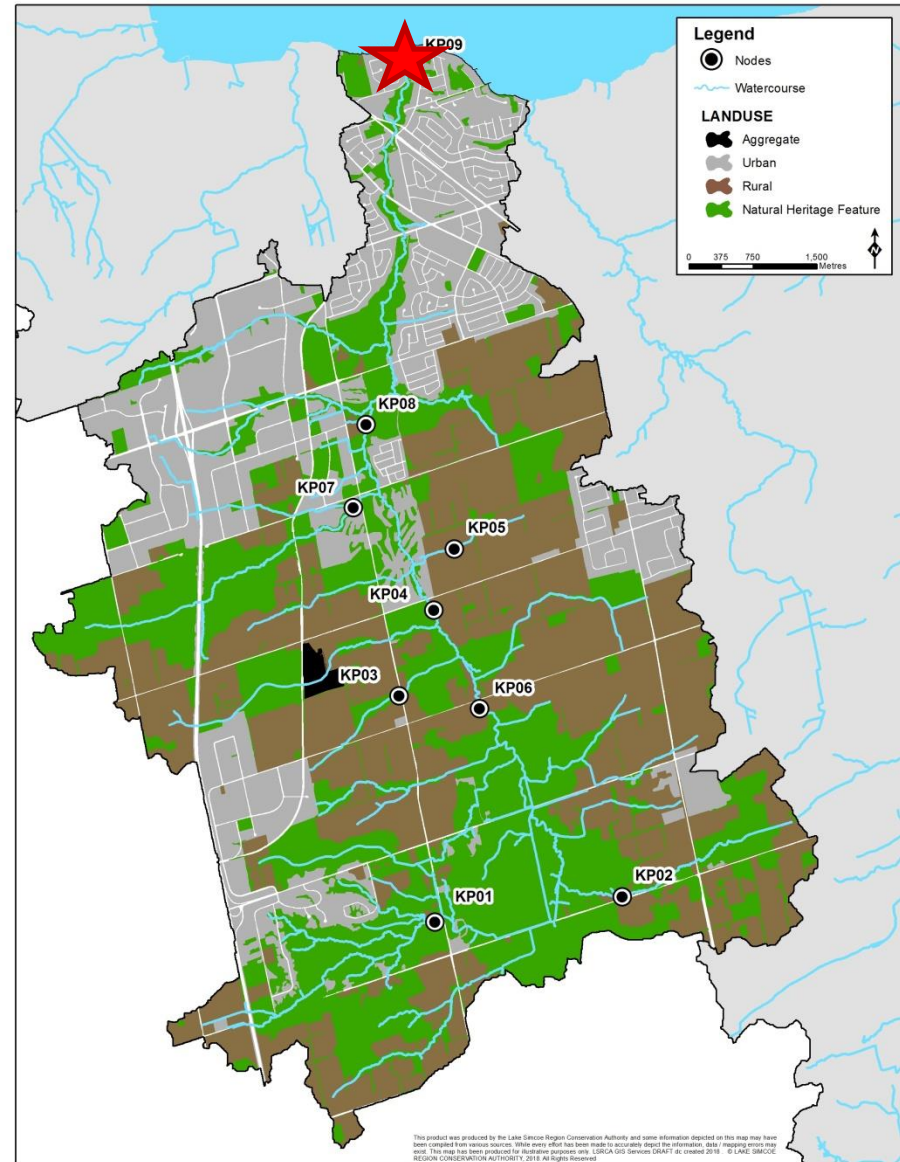 KP09
Legend
Nodes
Watercourse
LANDUSE
Aggregate
Urban
Rural
Natural Heritage Feature
N
0 375 750 1,500
Metres
KP08
KP07
KP05
KP04
KP03
KP06
KP02
KP01
This product was produced by the Lake Simcoe Region Conservation Authority and some information depicted on this map may have
been compiled from various sources. While every effort has been made to accurately depict the information, data / mapping errors may
exist. This map has been produced for illustrative purposes only. LSRCA GIS Services DRAFT dc created 2018. © LAKE SIMCOE
REGION CONSERVATION AUTHORITY, 2018. All Rights Reserved.